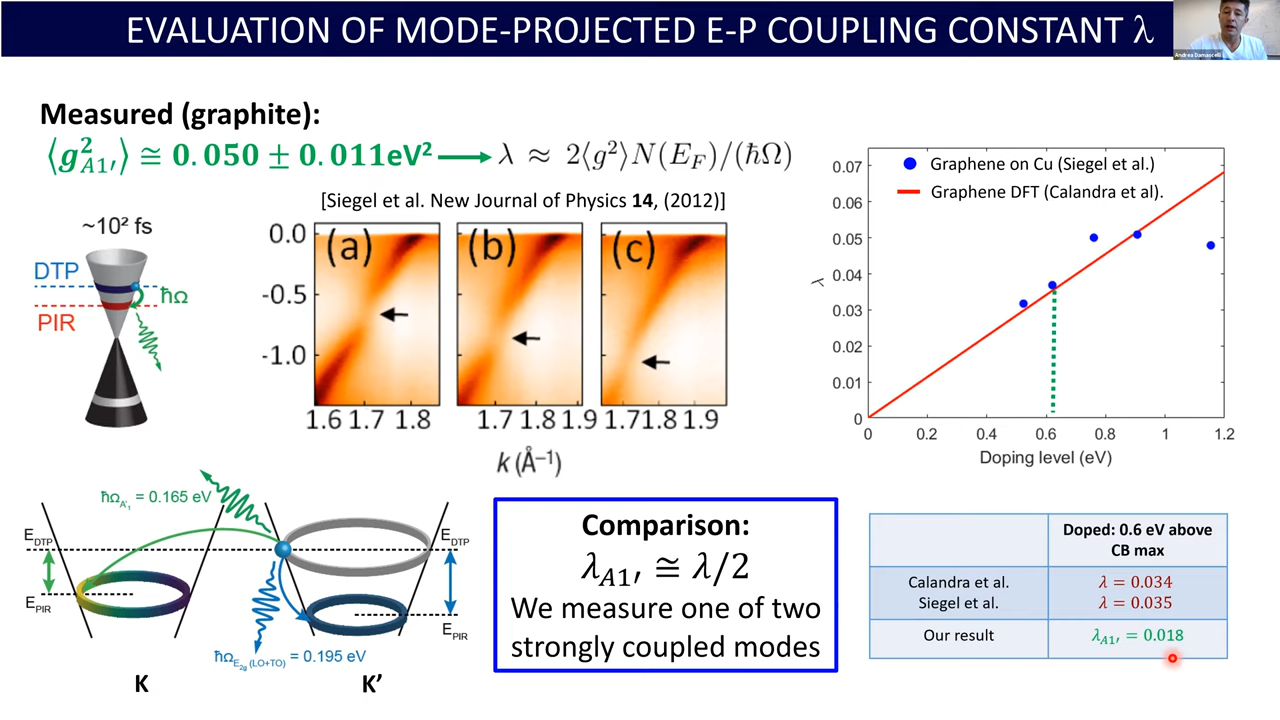 EVALUATION OF MODE-PROJECTED E-P COUPLING CONSTANT λ
Andrea Damascelli
Measured (graphite):
⟨g²_A1′⟩ ≅ 0.050 ± 0.011eV²
λ ≈ 2⟨g²⟩N(E_F)/(ħΩ)
[Siegel et al. New Journal of Physics 14, (2012)]
~10² fs
DTP
ħΩ
PIR
(a)
(b)
(c)
0.0
-0.5
-1.0
1.6 1.7 1.8
1.7 1.8 1.9
1.7 1.8 1.9
k (Å⁻¹)
Graphene on Cu (Siegel et al.)
Graphene DFT (Calandra et al).
λ
0.07
0.06
0.05
0.04
0.03
0.02
0.01
0
0 0.2 0.4 0.6 0.8 1 1.2
Doping level (eV)
ħΩ_A′₁ = 0.165 eV
E_DTP
E_PIR
E_DTP
E_PIR
ħΩ_E₂g (LO+TO) = 0.195 eV
K
K’
Comparison:
λ_A1′ ≅ λ/2
We measure one of two
strongly coupled modes
Doped: 0.6 eV above
CB max
Calandra et al.
λ = 0.034
Siegel et al.
λ = 0.035
Our result
λ_A1′ = 0.018